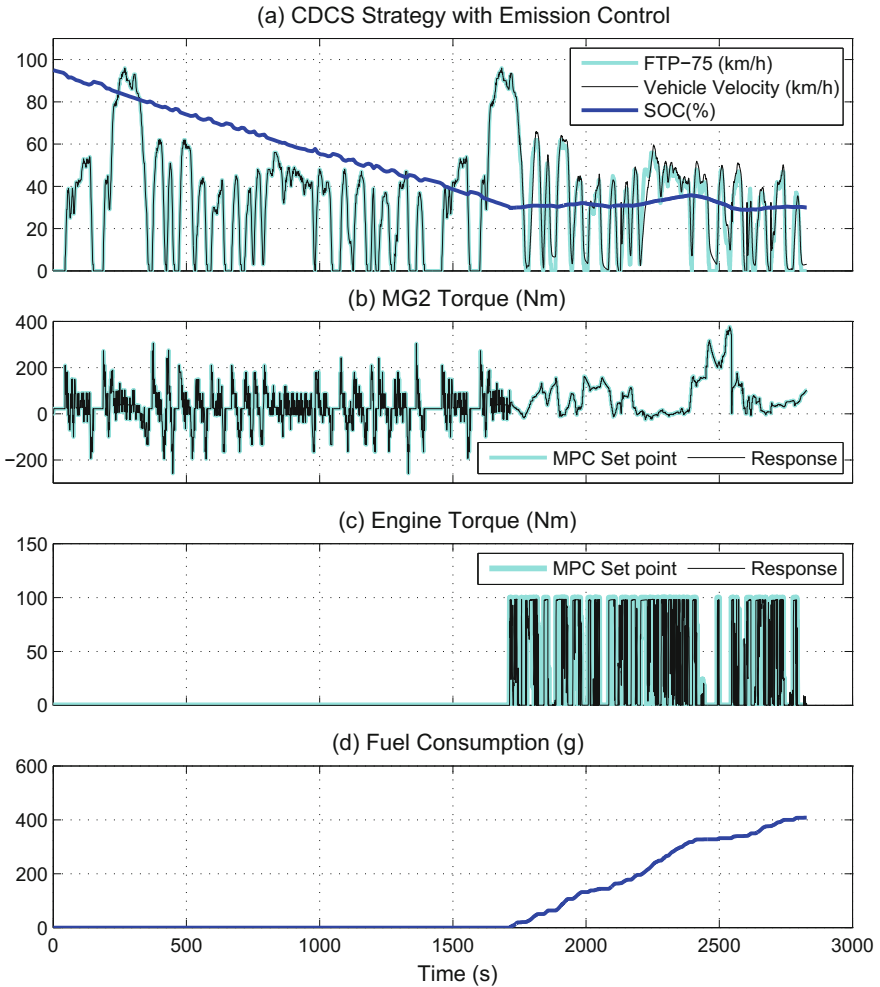 (a) CDCS Strategy with Emission Control
100
80
60
40
20
0
FTP−75 (km/h)
Vehicle Velocity (km/h)
SOC(%)
(b) MG2 Torque (Nm)
400
200
0
−200
MPC Set point
Response
(c) Engine Torque (Nm)
150
100
50
0
MPC Set point
Response
(d) Fuel Consumption (g)
600
400
200
0
0 500 1000 1500 2000 2500 3000
Time (s)